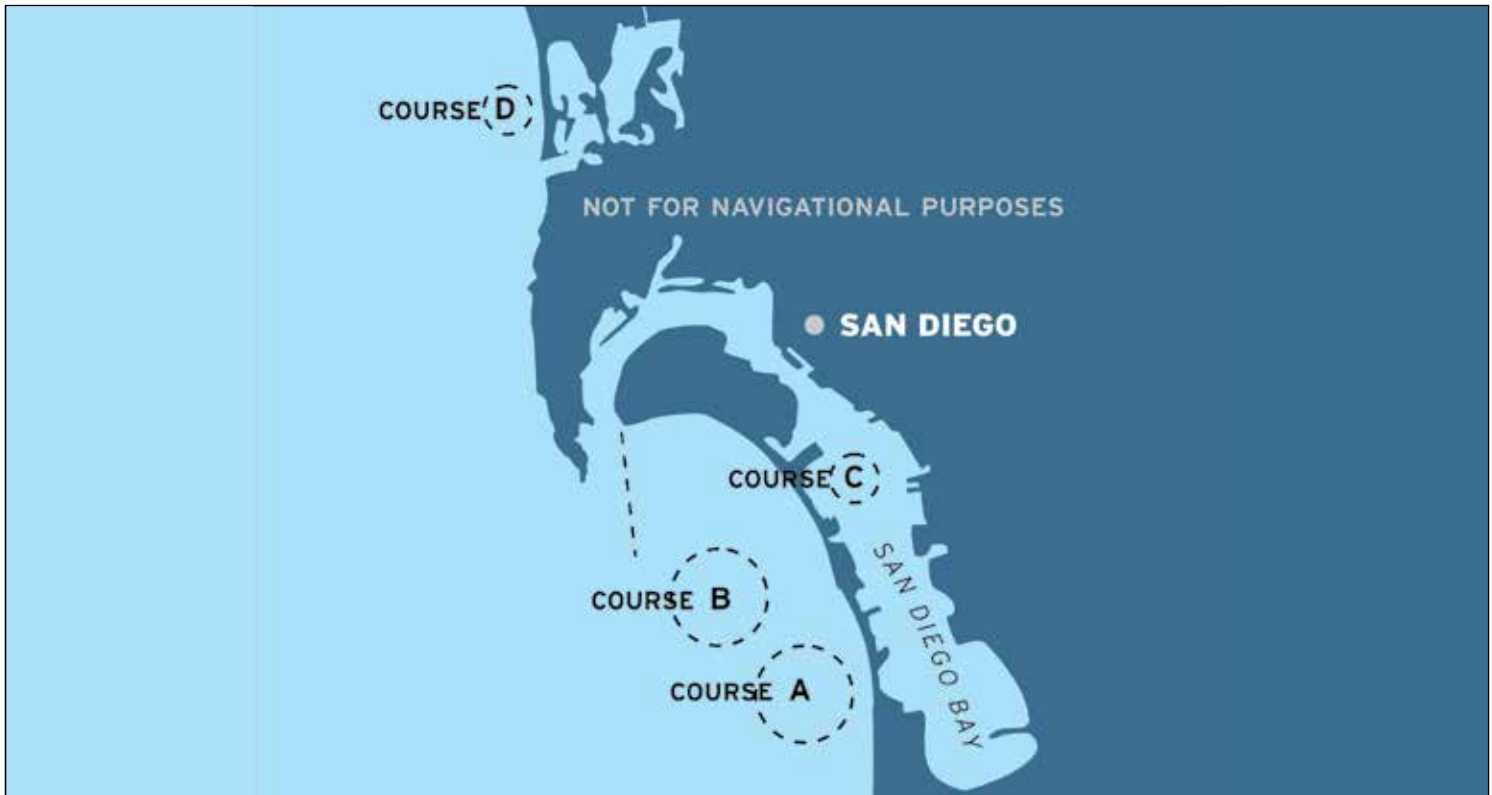 COURSE D
NOT FOR NAVIGATIONAL PURPOSES
SAN DIEGO
COURSE C
SAN DIEGO BAY
COURSE B
COURSE A